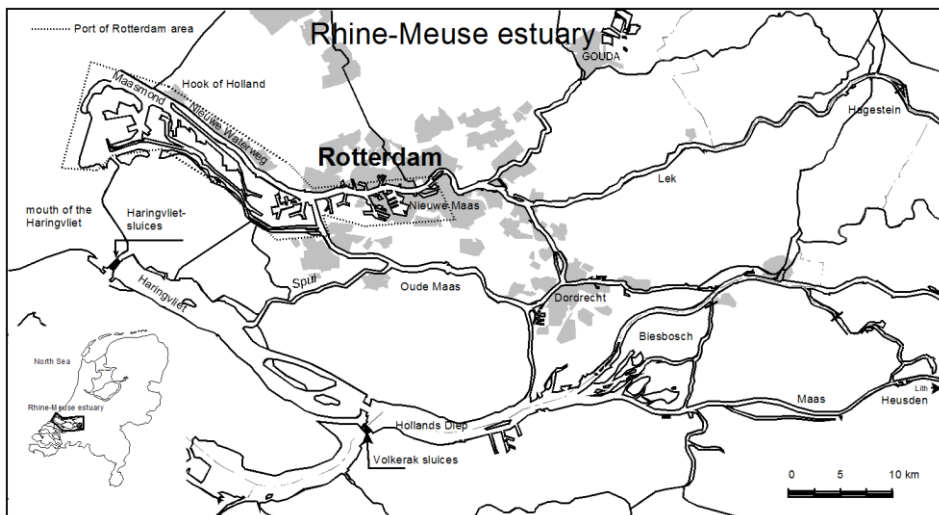 Rhine-Meuse estuary
Port of Rotterdam area
GOUDA
Hook of Holland
Maasmond
Nieuwe Waterweg
Hagestein
Rotterdam
Lek
Nieuwe Maas
mouth of the
Haringvliet
Haringvliet-
sluices
Spui
Haringvliet
Oude Maas
Dordrecht
Biesbosch
North Sea
Rhine-Meuse estuary
Lith
Maas
Heusden
Hollands Diep
Volkerak sluices
0 5 10 km